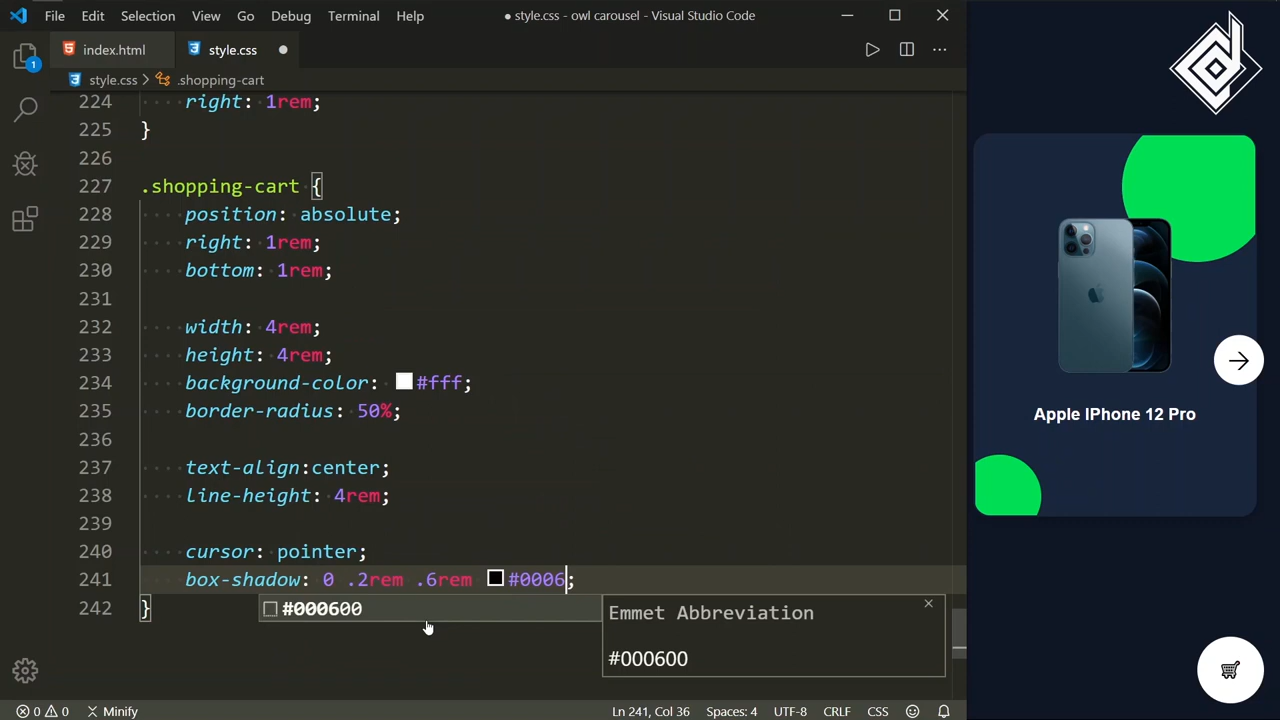 File Edit Selection View Go Debug Terminal Help ● style.css - owl carousel - Visual Studio Code
index.html style.css
style.css > .shopping-cart
224 right: 1rem;
225 }
226
227 .shopping-cart {
228 position: absolute;
229 right: 1rem;
230 bottom: 1rem;
231
232 width: 4rem;
233 height: 4rem;
234 background-color: #fff;
235 border-radius: 50%;
236
237 text-align:center;
238 line-height: 4rem;
239
240 cursor: pointer;
241 box-shadow: 0 .2rem .6rem #0006;
242 }
#000600
Emmet Abbreviation
#000600
1
Apple IPhone 12 Pro
0 0 Minify Ln 241, Col 36 Spaces: 4 UTF-8 CRLF CSS